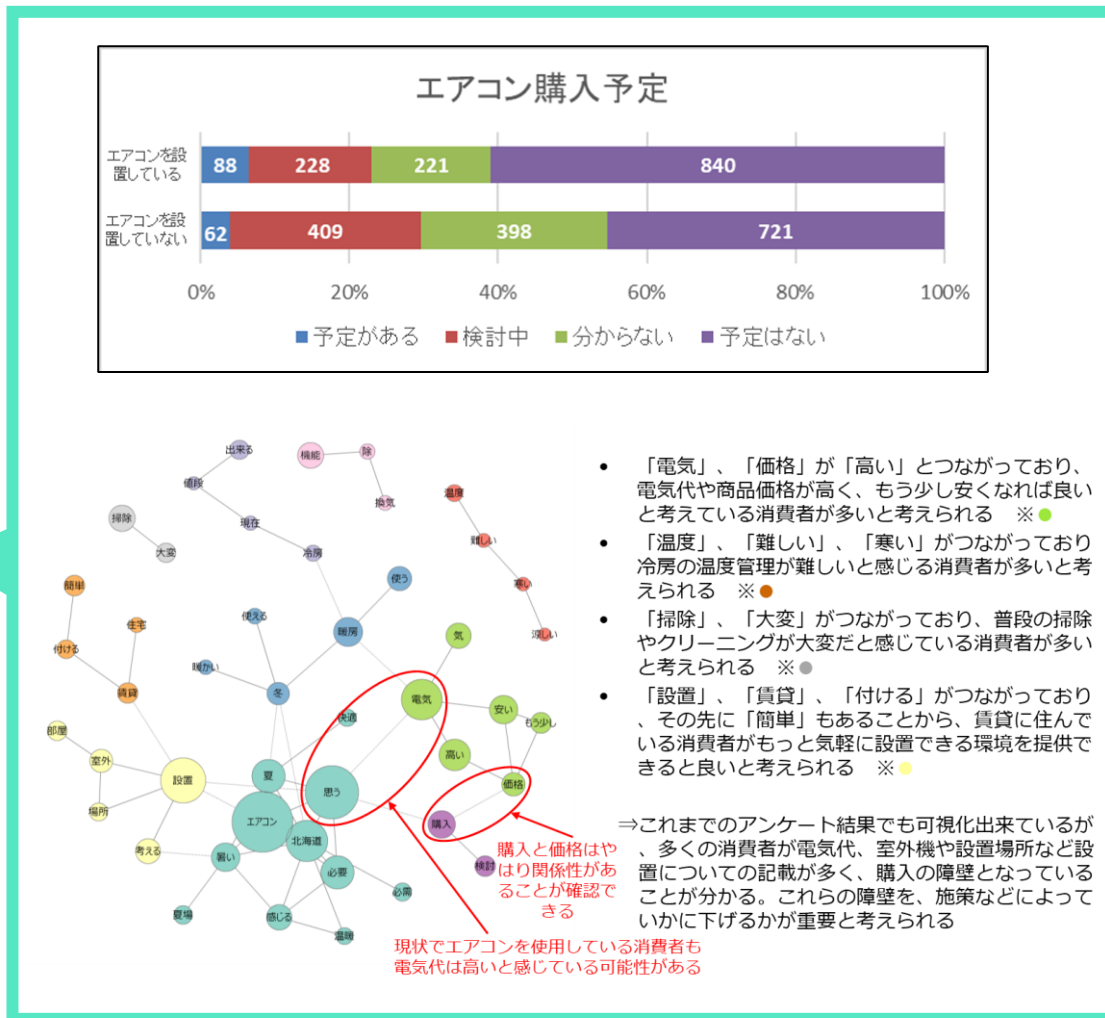 エアコン購入予定
エアコンを設
置している
88 228 221 840
エアコンを設
置していない
62 409 398 721
0% 20% 40% 60% 80% 100%
予定がある 検討中 分からない 予定はない
出来る
値段
現在
冷房
機能
除
換気
温度
難しい
寒い
涼しい
掃除
大変
簡単
住宅
付ける
賃貸
使える
使う
暖房
暖かい
冬
気
電気
安い
もう少し
高い
価格
購入
検討
快適
夏
思う
部屋
室外
場所
設置
考える
エアコン
北海道
暑い
必要
必需
感じる
夏場
温暖
購入と価格はや
はり関係性があ
ることが確認で
きる
現状でエアコンを使用している消費者も
電気代は高いと感じている可能性がある
• 「電気」、「価格」が「高い」とつながっており、
電気代や商品価格が高く、もう少し安くなれば良い
と考えている消費者が多いと考えられる ※●
• 「温度」、「難しい」、「寒い」がつながっており
冷房の温度管理が難しいと感じる消費者が多いと考
えられる ※●
• 「掃除」、「大変」がつながっており、普段の掃除
やクリーニングが大変だと感じている消費者が多い
と考えられる ※●
• 「設置」、「賃貸」、「付ける」がつながっており
、その先に「簡単」もあることから、賃貸に住んで
いる消費者がもっと気軽に設置できる環境を提供で
きると良いと考えられる ※●
⇒これまでのアンケート結果でも可視化出来ているが
、多くの消費者が電気代、室外機や設置場所など設
置についての記載が多く、購入の障壁となっている
ことが分かる。これらの障壁を、施策などによって
いかに下げるかが重要と考えられる